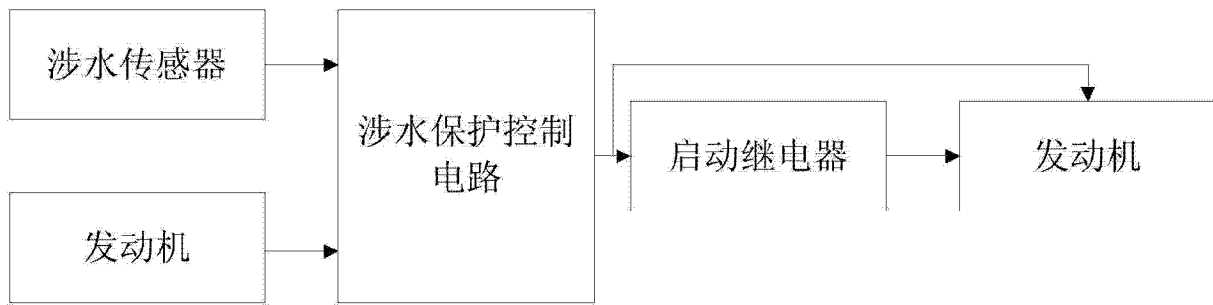 涉水传感器
发动机
涉水保护控制
电路
启动继电器
发动机